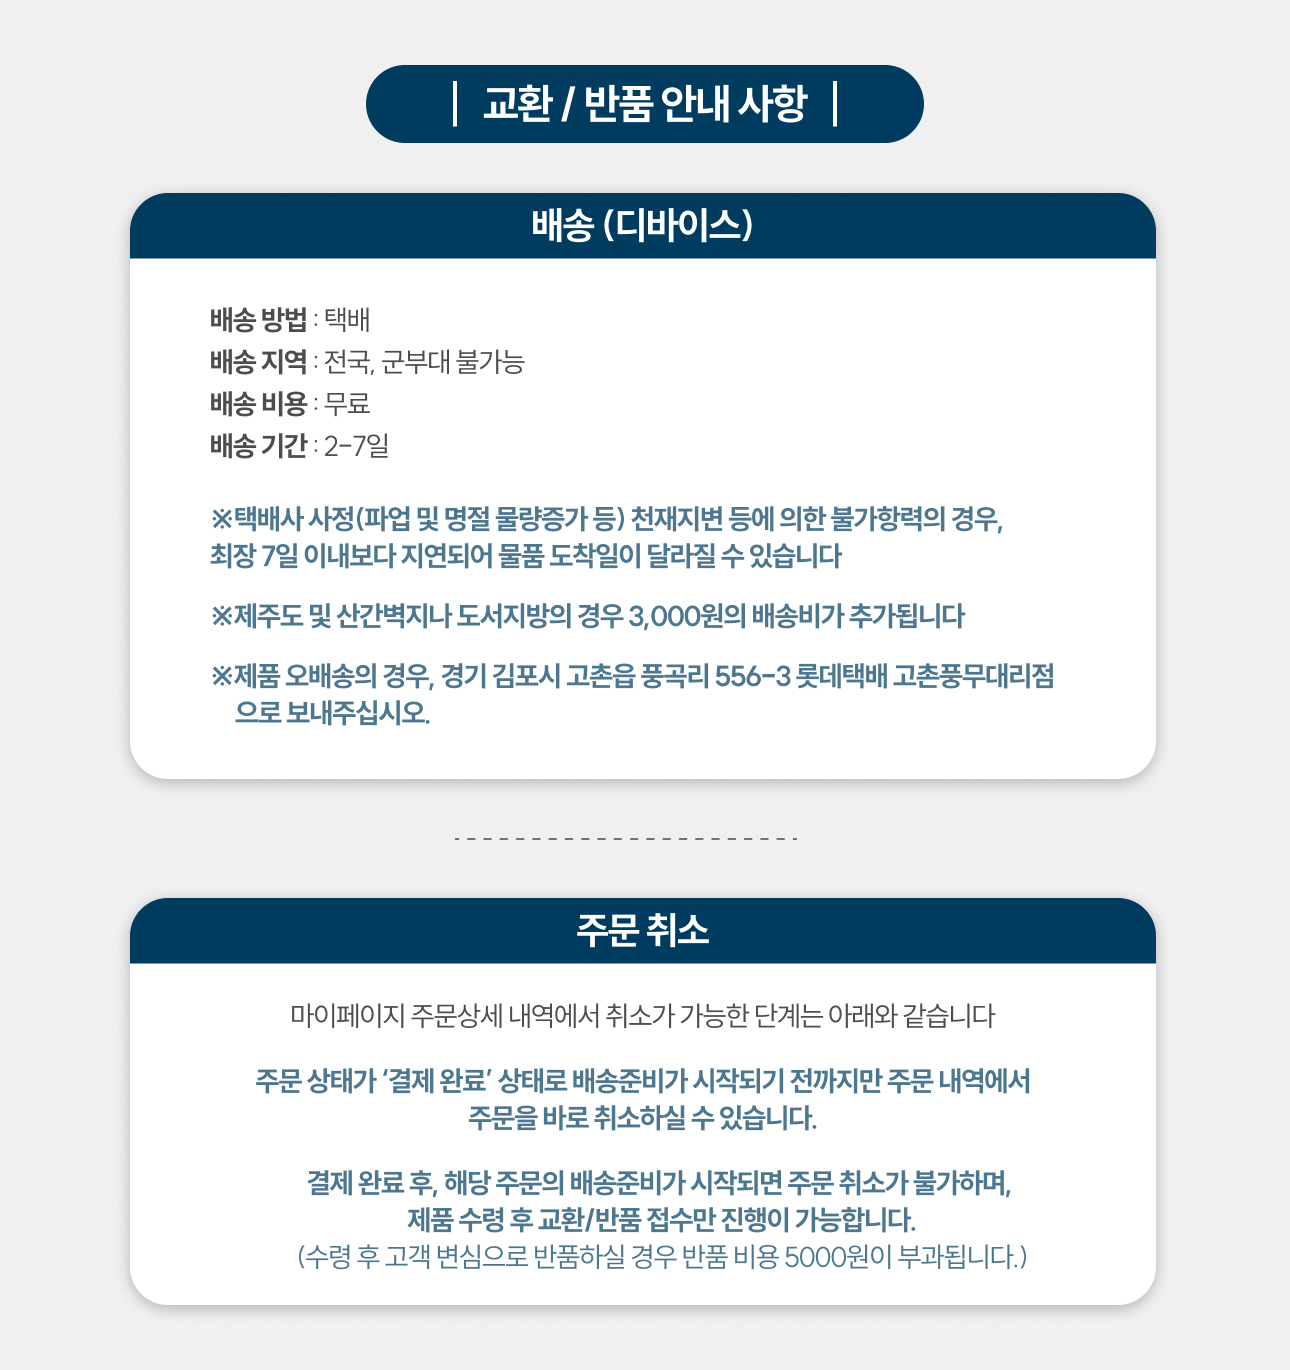 교환 / 반품 안내 사항
배송 (디바이스)
배송 방법 : 택배
배송 지역 : 전국, 군부대 불가능
배송 비용 : 무료
배송 기간 : 2-7일
※택배사 사정(파업 및 명절 물량증가 등) 천재지변 등에 의한 불가항력의 경우,
최장 7일 이내보다 지연되어 물품 도착일이 달라질 수 있습니다
※제주도 및 산간벽지나 도서지방의 경우 3,000원의 배송비가 추가됩니다
※제품 오배송의 경우, 경기 김포시 고촌읍 풍곡리 556-3 롯데택배 고촌풍무대리점
으로 보내주십시오.
주문 취소
마이페이지 주문상세 내역에서 취소가 가능한 단계는 아래와 같습니다
주문 상태가 ‘결제 완료’ 상태로 배송준비가 시작되기 전까지만 주문 내역에서
주문을 바로 취소하실 수 있습니다.
결제 완료 후, 해당 주문의 배송준비가 시작되면 주문 취소가 불가하며,
제품 수령 후 교환/반품 접수만 진행이 가능합니다.
(수령 후 고객 변심으로 반품하실 경우 반품 비용 5000원이 부과됩니다.)